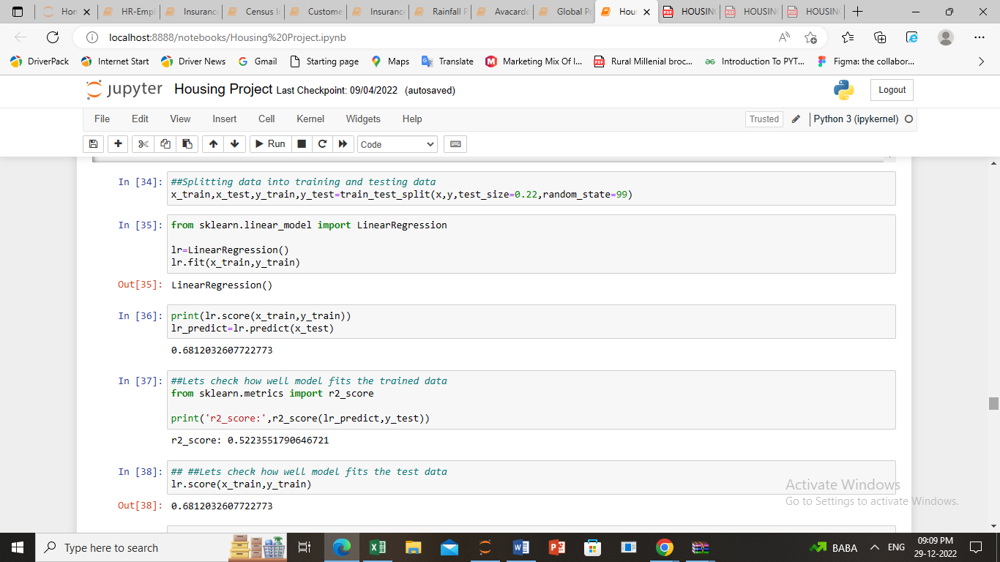 Hon
HR-Empl
Insurance
Census In
Custome
Insurance
Rainfall P
Avacardo
Global Po
Hous
HOUSING
HOUSING
HOUSING
localhost:8888/notebooks/Housing%20Project.ipynb
DriverPack
Internet Start
Driver News
Gmail
Starting page
Maps
Translate
Marketing Mix Of I...
Rural Millenial broc...
Introduction To PYT...
Figma: the collabor...
jupyter Housing Project Last Checkpoint: 09/04/2022 (autosaved)
Logout
File Edit View Insert Cell Kernel Widgets Help
Trusted
Python 3 (ipykernel)
Run
Code
In [34]: ##Splitting data into training and testing data
x_train,x_test,y_train,y_test=train_test_split(x,y,test_size=0.22,random_state=99)
In [35]: from sklearn.linear_model import LinearRegression
lr=LinearRegression()
lr.fit(x_train,y_train)
Out[35]: LinearRegression()
In [36]: print(lr.score(x_train,y_train))
lr_predict=lr.predict(x_test)
0.6812032607722773
In [37]: ##Lets check how well model fits the trained data
from sklearn.metrics import r2_score
print('r2_score:',r2_score(lr_predict,y_test))
r2_score: 0.5223551790646721
In [38]: ## ##Lets check how well model fits the test data
lr.score(x_train,y_train)
Out[38]: 0.6812032607722773
Activate Windows
Go to Settings to activate Windows.
Type here to search
BABA
ENG
09:09 PM
29-12-2022